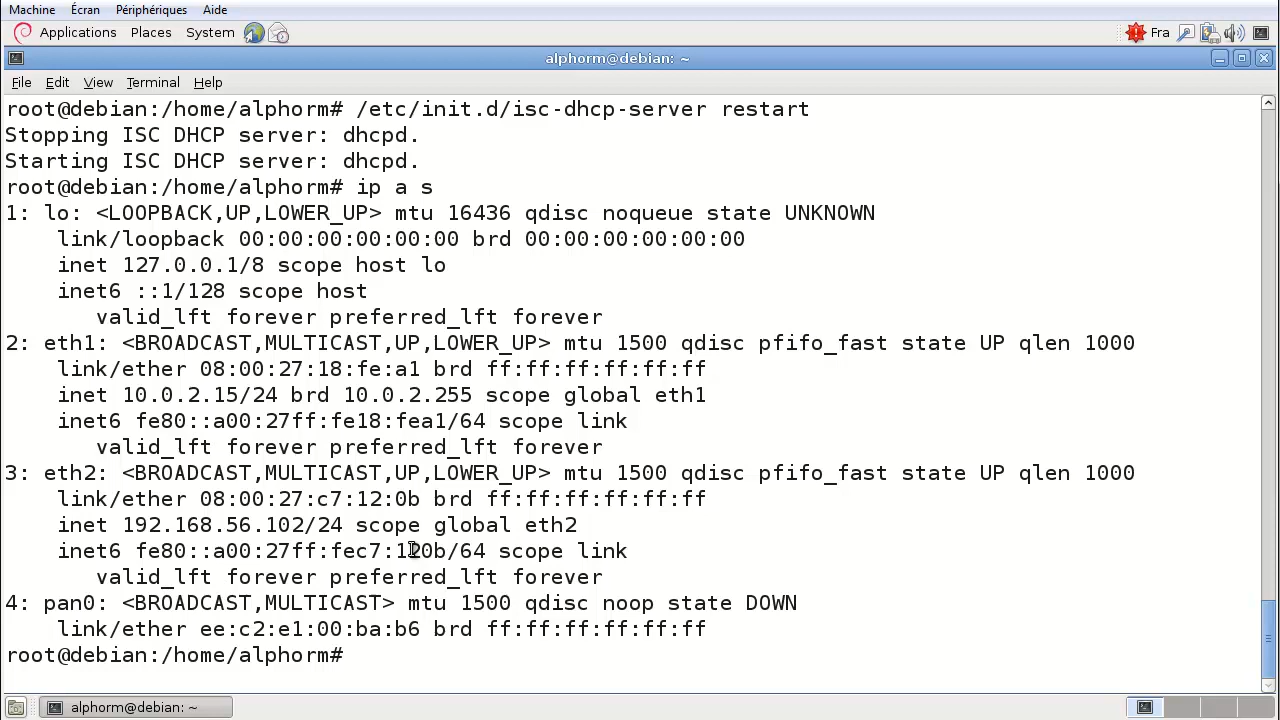 Machine Écran Périphériques Aide
Applications Places System Fra
alphorm@debian: ~
File Edit View Terminal Help
root@debian:/home/alphorm# /etc/init.d/isc-dhcp-server restart
Stopping ISC DHCP server: dhcpd.
Starting ISC DHCP server: dhcpd.
root@debian:/home/alphorm# ip a s
1: lo: <LOOPBACK,UP,LOWER_UP> mtu 16436 qdisc noqueue state UNKNOWN
    link/loopback 00:00:00:00:00:00 brd 00:00:00:00:00:00
    inet 127.0.0.1/8 scope host lo
    inet6 ::1/128 scope host
       valid_lft forever preferred_lft forever
2: eth1: <BROADCAST,MULTICAST,UP,LOWER_UP> mtu 1500 qdisc pfifo_fast state UP qlen 1000
    link/ether 08:00:27:18:fe:a1 brd ff:ff:ff:ff:ff:ff
    inet 10.0.2.15/24 brd 10.0.2.255 scope global eth1
    inet6 fe80::a00:27ff:fe18:fea1/64 scope link
       valid_lft forever preferred_lft forever
3: eth2: <BROADCAST,MULTICAST,UP,LOWER_UP> mtu 1500 qdisc pfifo_fast state UP qlen 1000
    link/ether 08:00:27:c7:12:0b brd ff:ff:ff:ff:ff:ff
    inet 192.168.56.102/24 scope global eth2
    inet6 fe80::a00:27ff:fec7:120b/64 scope link
       valid_lft forever preferred_lft forever
4: pan0: <BROADCAST,MULTICAST> mtu 1500 qdisc noop state DOWN
    link/ether ee:c2:e1:00:ba:b6 brd ff:ff:ff:ff:ff:ff
root@debian:/home/alphorm#
alphorm@debian: ~